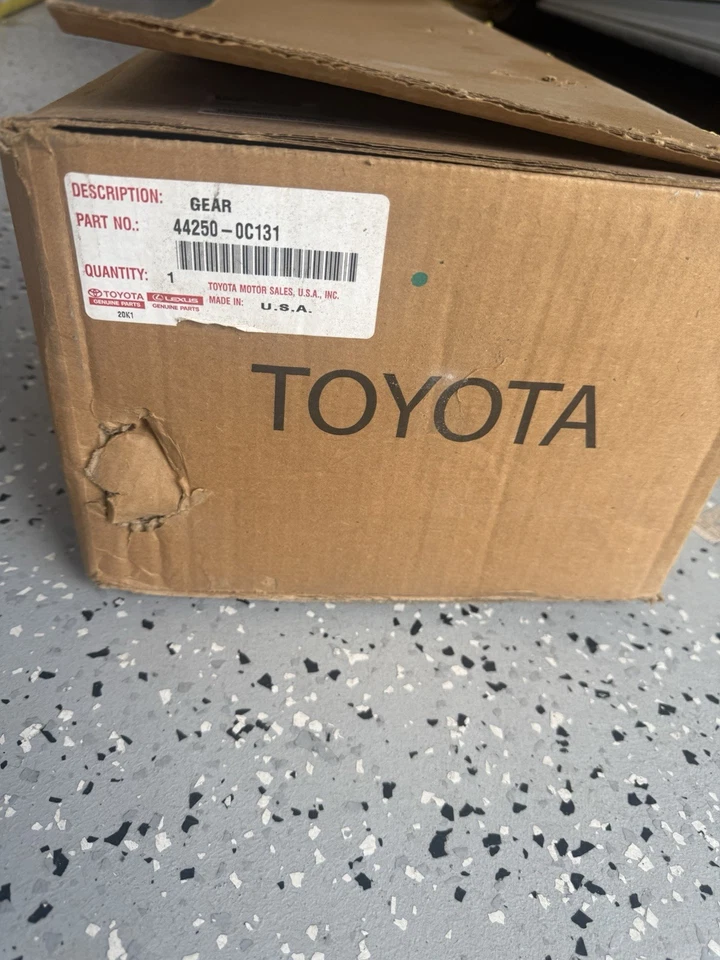 DESCRIPTION: GEAR
PART NO.: 44250-0C131
QUANTITY: 1
TOYOTA MOTOR SALES, U.S.A., INC.
TOYOTA GENUINE PARTS
LEXUS GENUINE PARTS
MADE IN: U.S.A.
20K1
TOYOTA